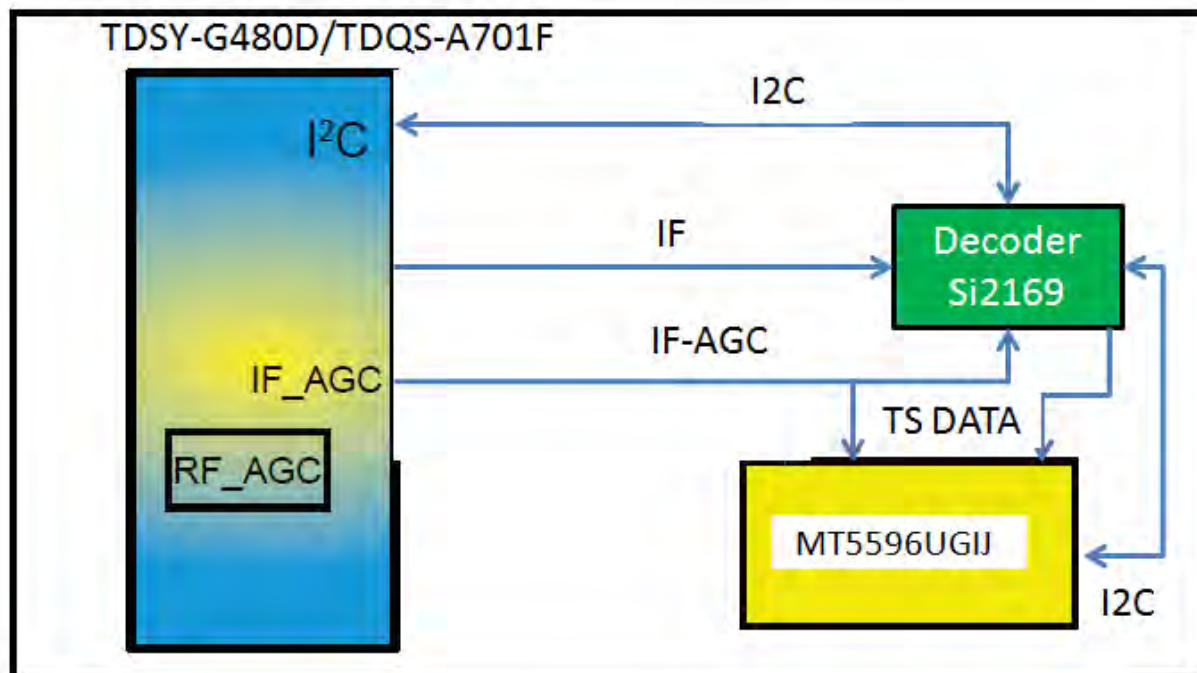 TDSY-G480D/TDQS-A701F
I2C
I²C
IF
Decoder
Si2169
IF-AGC
IF_AGC
TS DATA
RF_AGC
MT5596UGIJ
I2C